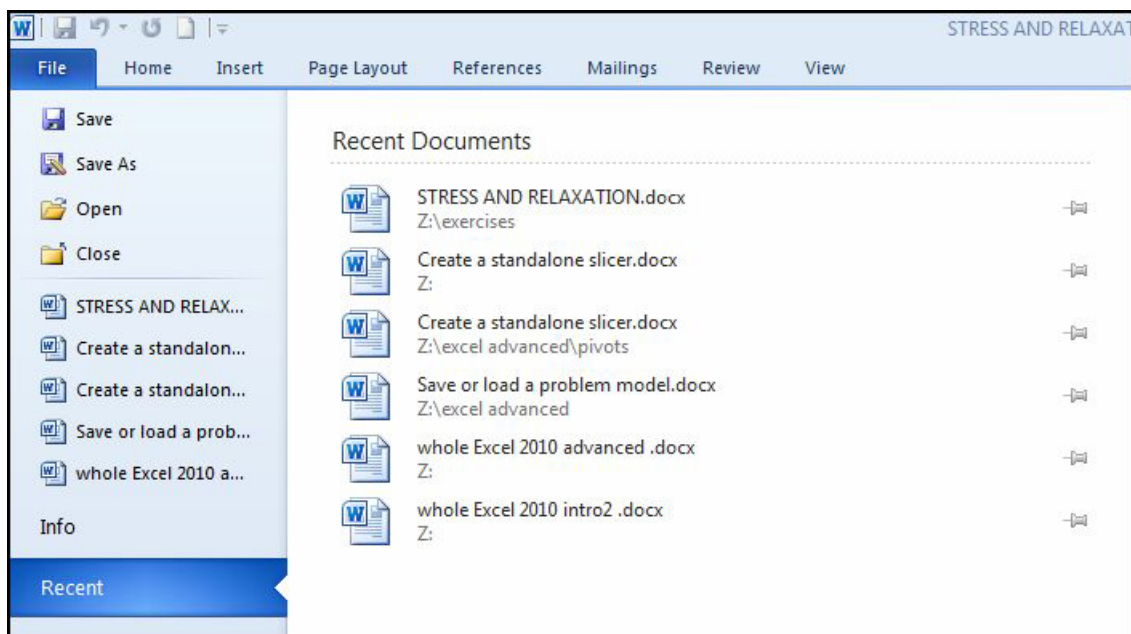 STRESS AND RELAXAT
File Home Insert Page Layout References Mailings Review View
Save
Save As
Open
Close
STRESS AND RELAX...
Create a standalon...
Create a standalon...
Save or load a prob...
whole Excel 2010 a...
Info
Recent
Recent Documents
STRESS AND RELAXATION.docx
Z:\exercises
Create a standalone slicer.docx
Z:
Create a standalone slicer.docx
Z:\excel advanced\pivots
Save or load a problem model.docx
Z:\excel advanced
whole Excel 2010 advanced .docx
Z:
whole Excel 2010 intro2 .docx
Z: